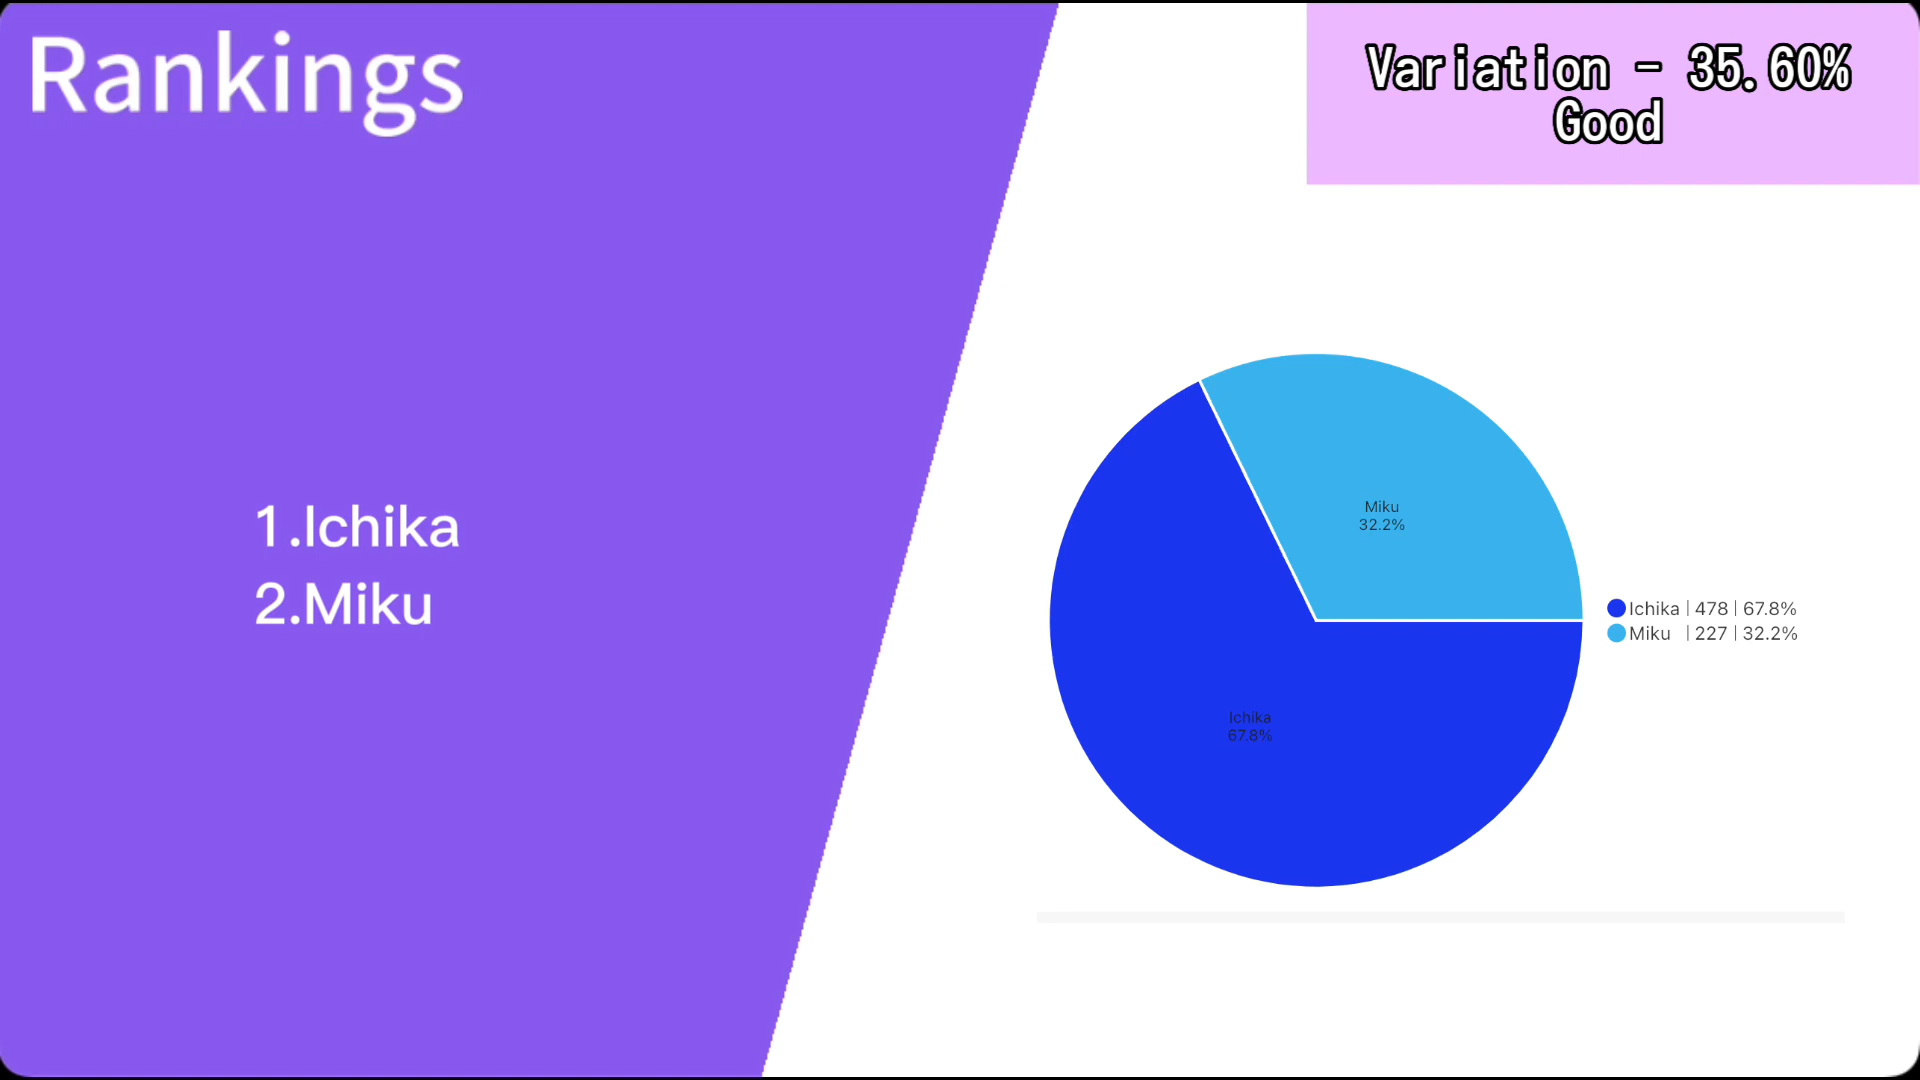 Rankings
Variation - 35.60%
Good
1.Ichika
2.Miku
Miku
32.2%
Ichika
67.8%
Ichika | 478 | 67.8%
Miku | 227 | 32.2%